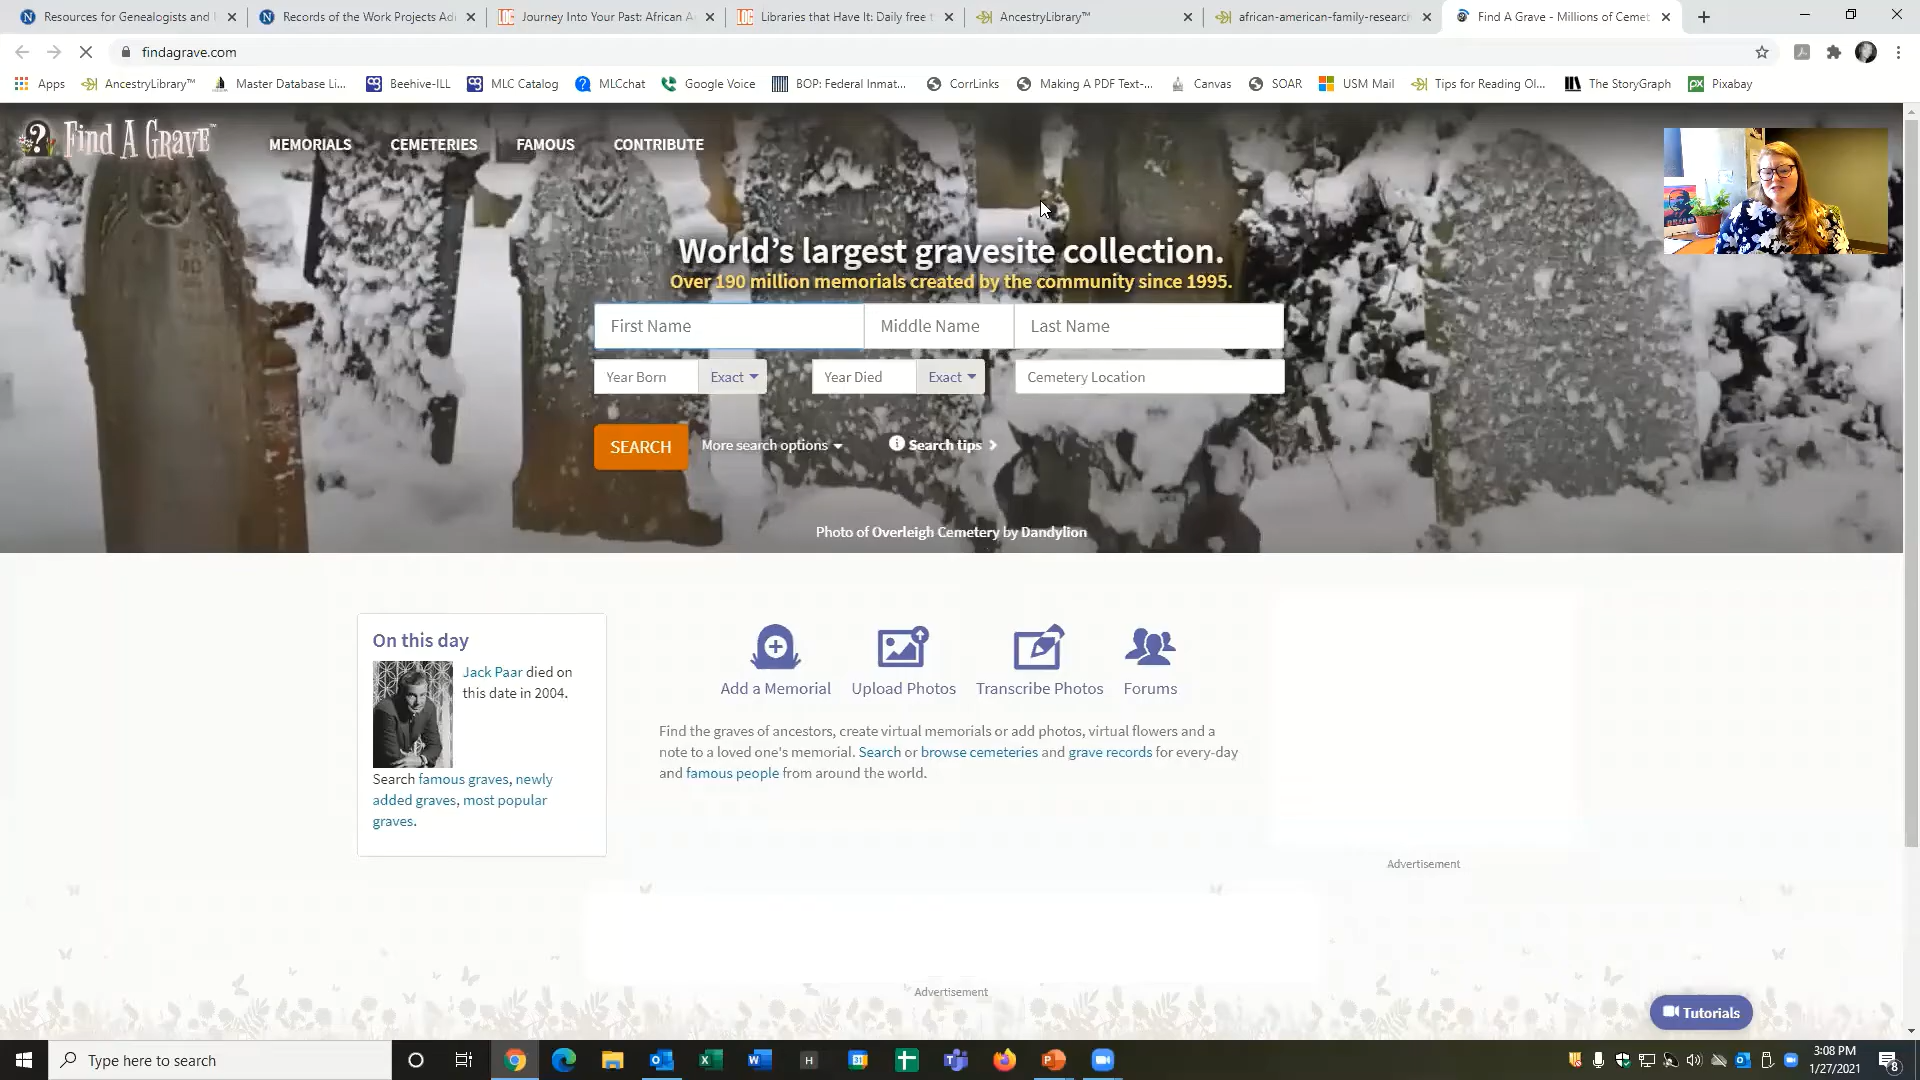 Resources for Genealogists and
Records of the Work Projects Ad
Journey Into Your Past: African A
Libraries that Have It: Daily free
AncestryLibrary™
african-american-family-research
Find A Grave - Millions of Cemet
findagrave.com
Apps
AncestryLibrary™
Master Database Li...
Beehive-ILL
MLC Catalog
MLCchat
Google Voice
BOP: Federal Inmat...
CorrLinks
Making A PDF Text-...
Canvas
SOAR
USM Mail
Tips for Reading Ol...
The StoryGraph
Pixabay
Find A Grave™
MEMORIALS
CEMETERIES
FAMOUS
CONTRIBUTE
World's largest gravesite collection.
Over 190 million memorials created by the community since 1995.
First Name
Middle Name
Last Name
Year Born
Exact
Year Died
Exact
Cemetery Location
SEARCH
More search options
Search tips
Photo of Overleigh Cemetery by Dandylion
On this day
Jack Paar died on
this date in 2004.
Search famous graves, newly
added graves, most popular
graves.
Add a Memorial
Upload Photos
Transcribe Photos
Forums
Find the graves of ancestors, create virtual memorials or add photos, virtual flowers and a
note to a loved one's memorial. Search or browse cemeteries and grave records for every-day
and famous people from around the world.
Advertisement
Advertisement
Tutorials
Type here to search
3:08 PM
1/27/2021
8